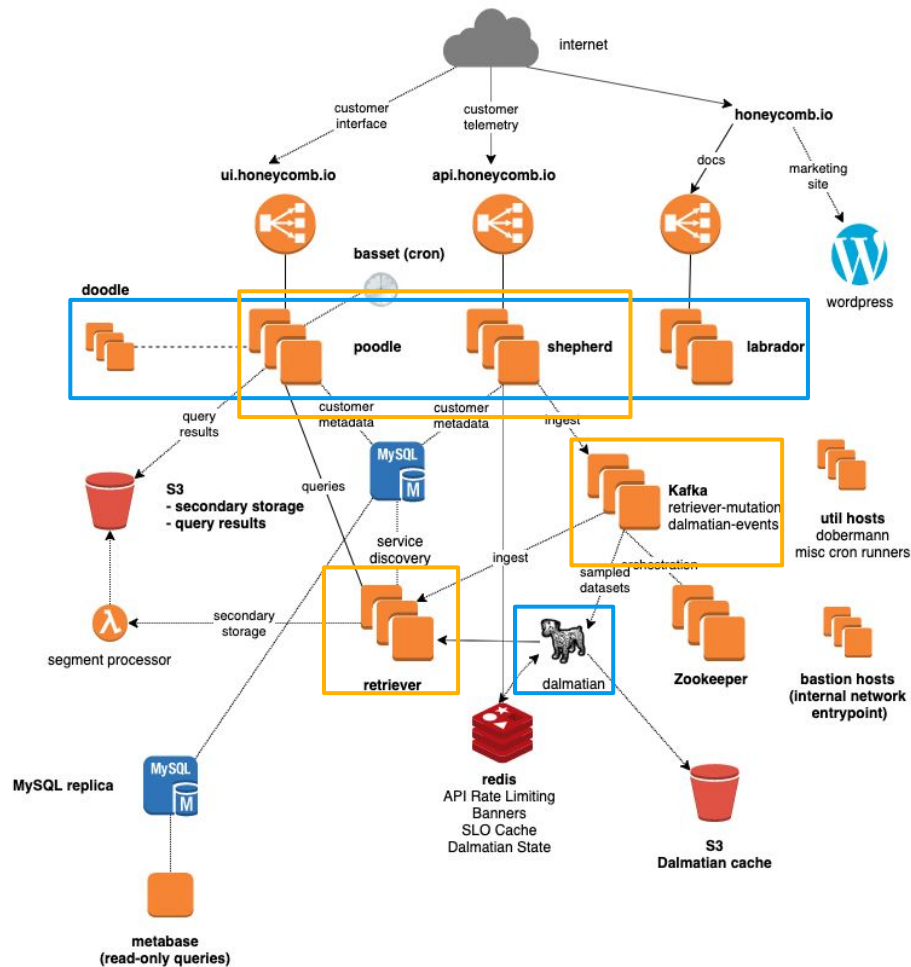 internet
customer
interface
customer
telemetry
honeycomb.io
docs
marketing
site
ui.honeycomb.io
api.honeycomb.io
basset (cron)
wordpress
doodle
poodle
shepherd
labrador
query
results
customer
metadata
customer
metadata
ingest
MySQL
M
S3
- secondary storage
- query results
queries
Kafka
retriever-mutation
dalmatian-events
util hosts
dobermann
misc cron runners
service
discovery
ingest
orchestration
sampled
datasets
secondary
storage
λ
segment processor
retriever
dalmatian
Zookeeper
bastion hosts
(internal network
entrypoint)
MySQL replica
MySQL
M
redis
API Rate Limiting
Banners
SLO Cache
Dalmatian State
S3
Dalmatian cache
metabase
(read-only queries)